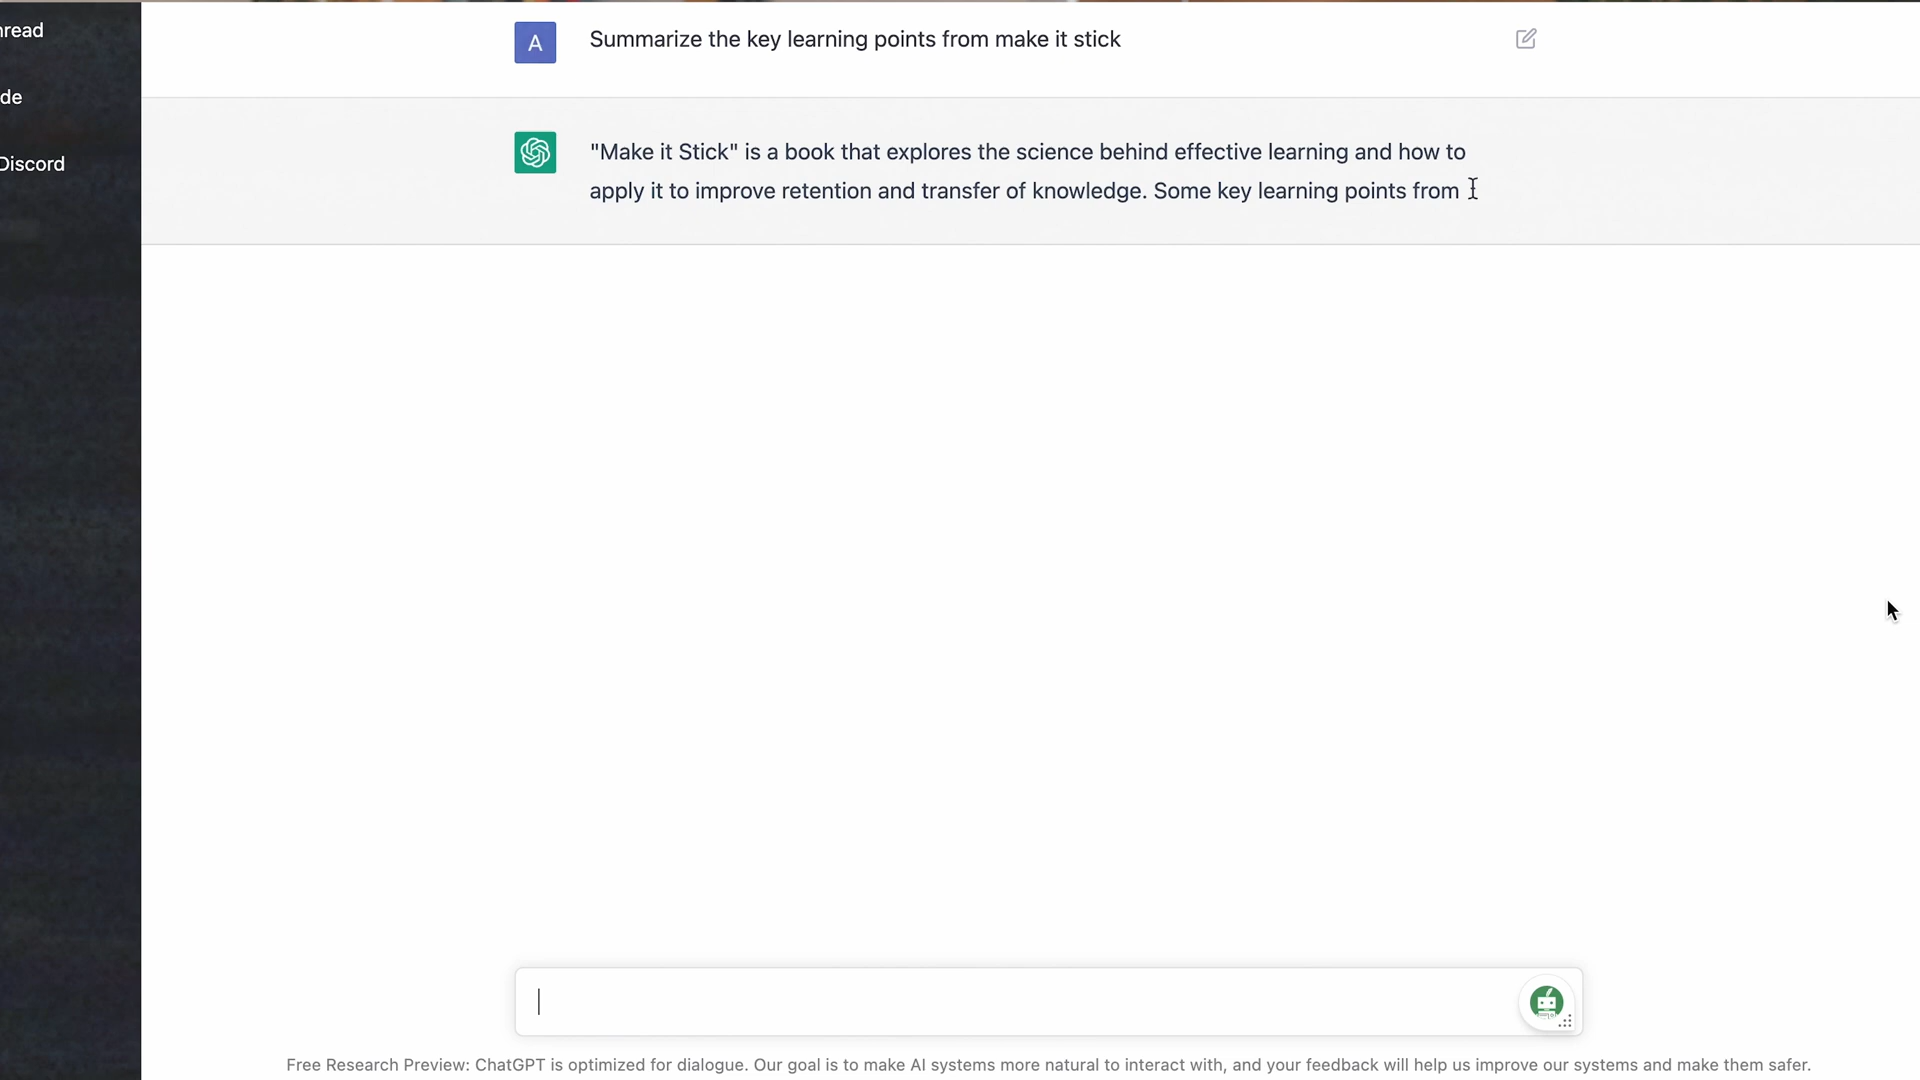 hread
de
Discord
A
Summarize the key learning points from make it stick
"Make it Stick" is a book that explores the science behind effective learning and how to
apply it to improve retention and transfer of knowledge. Some key learning points from
Free Research Preview: ChatGPT is optimized for dialogue. Our goal is to make AI systems more natural to interact with, and your feedback will help us improve our systems and make them safer.